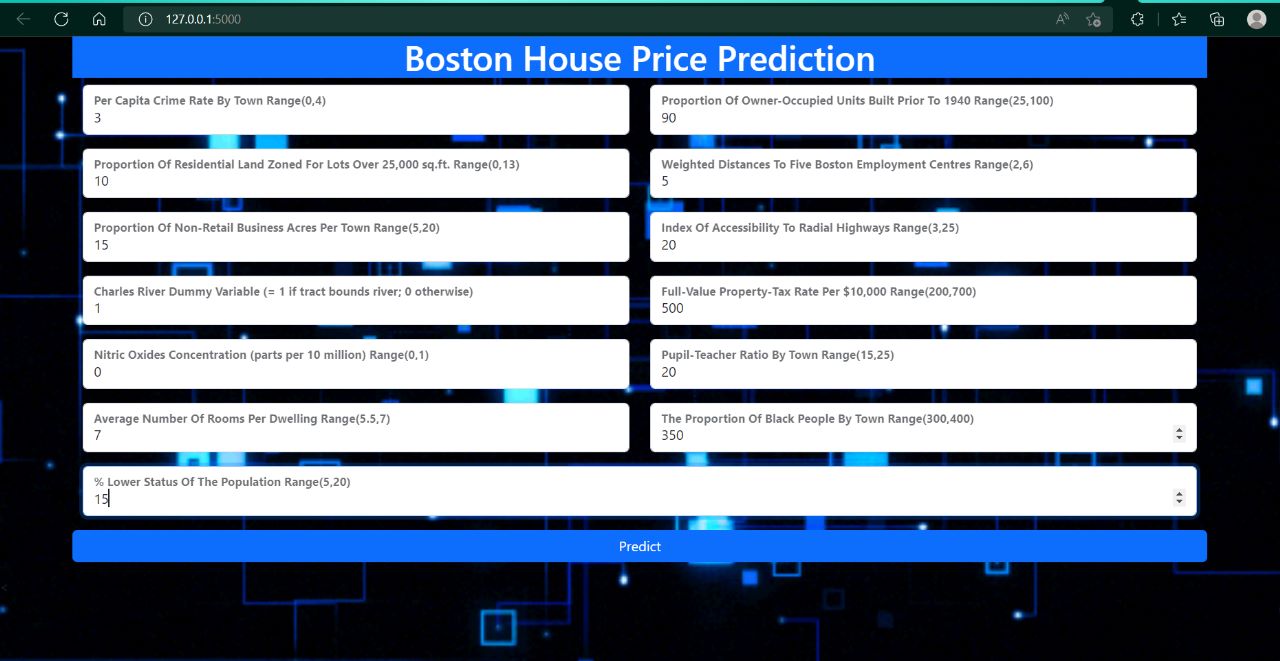 127.0.0.1:5000
Boston House Price Prediction
Per Capita Crime Rate By Town Range(0,4)
3
Proportion Of Owner-Occupied Units Built Prior To 1940 Range(25,100)
90
Proportion Of Residential Land Zoned For Lots Over 25,000 sq.ft. Range(0,13)
10
Weighted Distances To Five Boston Employment Centres Range(2,6)
5
Proportion Of Non-Retail Business Acres Per Town Range(5,20)
15
Index Of Accessibility To Radial Highways Range(3,25)
20
Charles River Dummy Variable (= 1 if tract bounds river; 0 otherwise)
1
Full-Value Property-Tax Rate Per $10,000 Range(200,700)
500
Nitric Oxides Concentration (parts per 10 million) Range(0,1)
0
Pupil-Teacher Ratio By Town Range(15,25)
20
Average Number Of Rooms Per Dwelling Range(5.5,7)
7
The Proportion Of Black People By Town Range(300,400)
350
% Lower Status Of The Population Range(5,20)
15
Predict